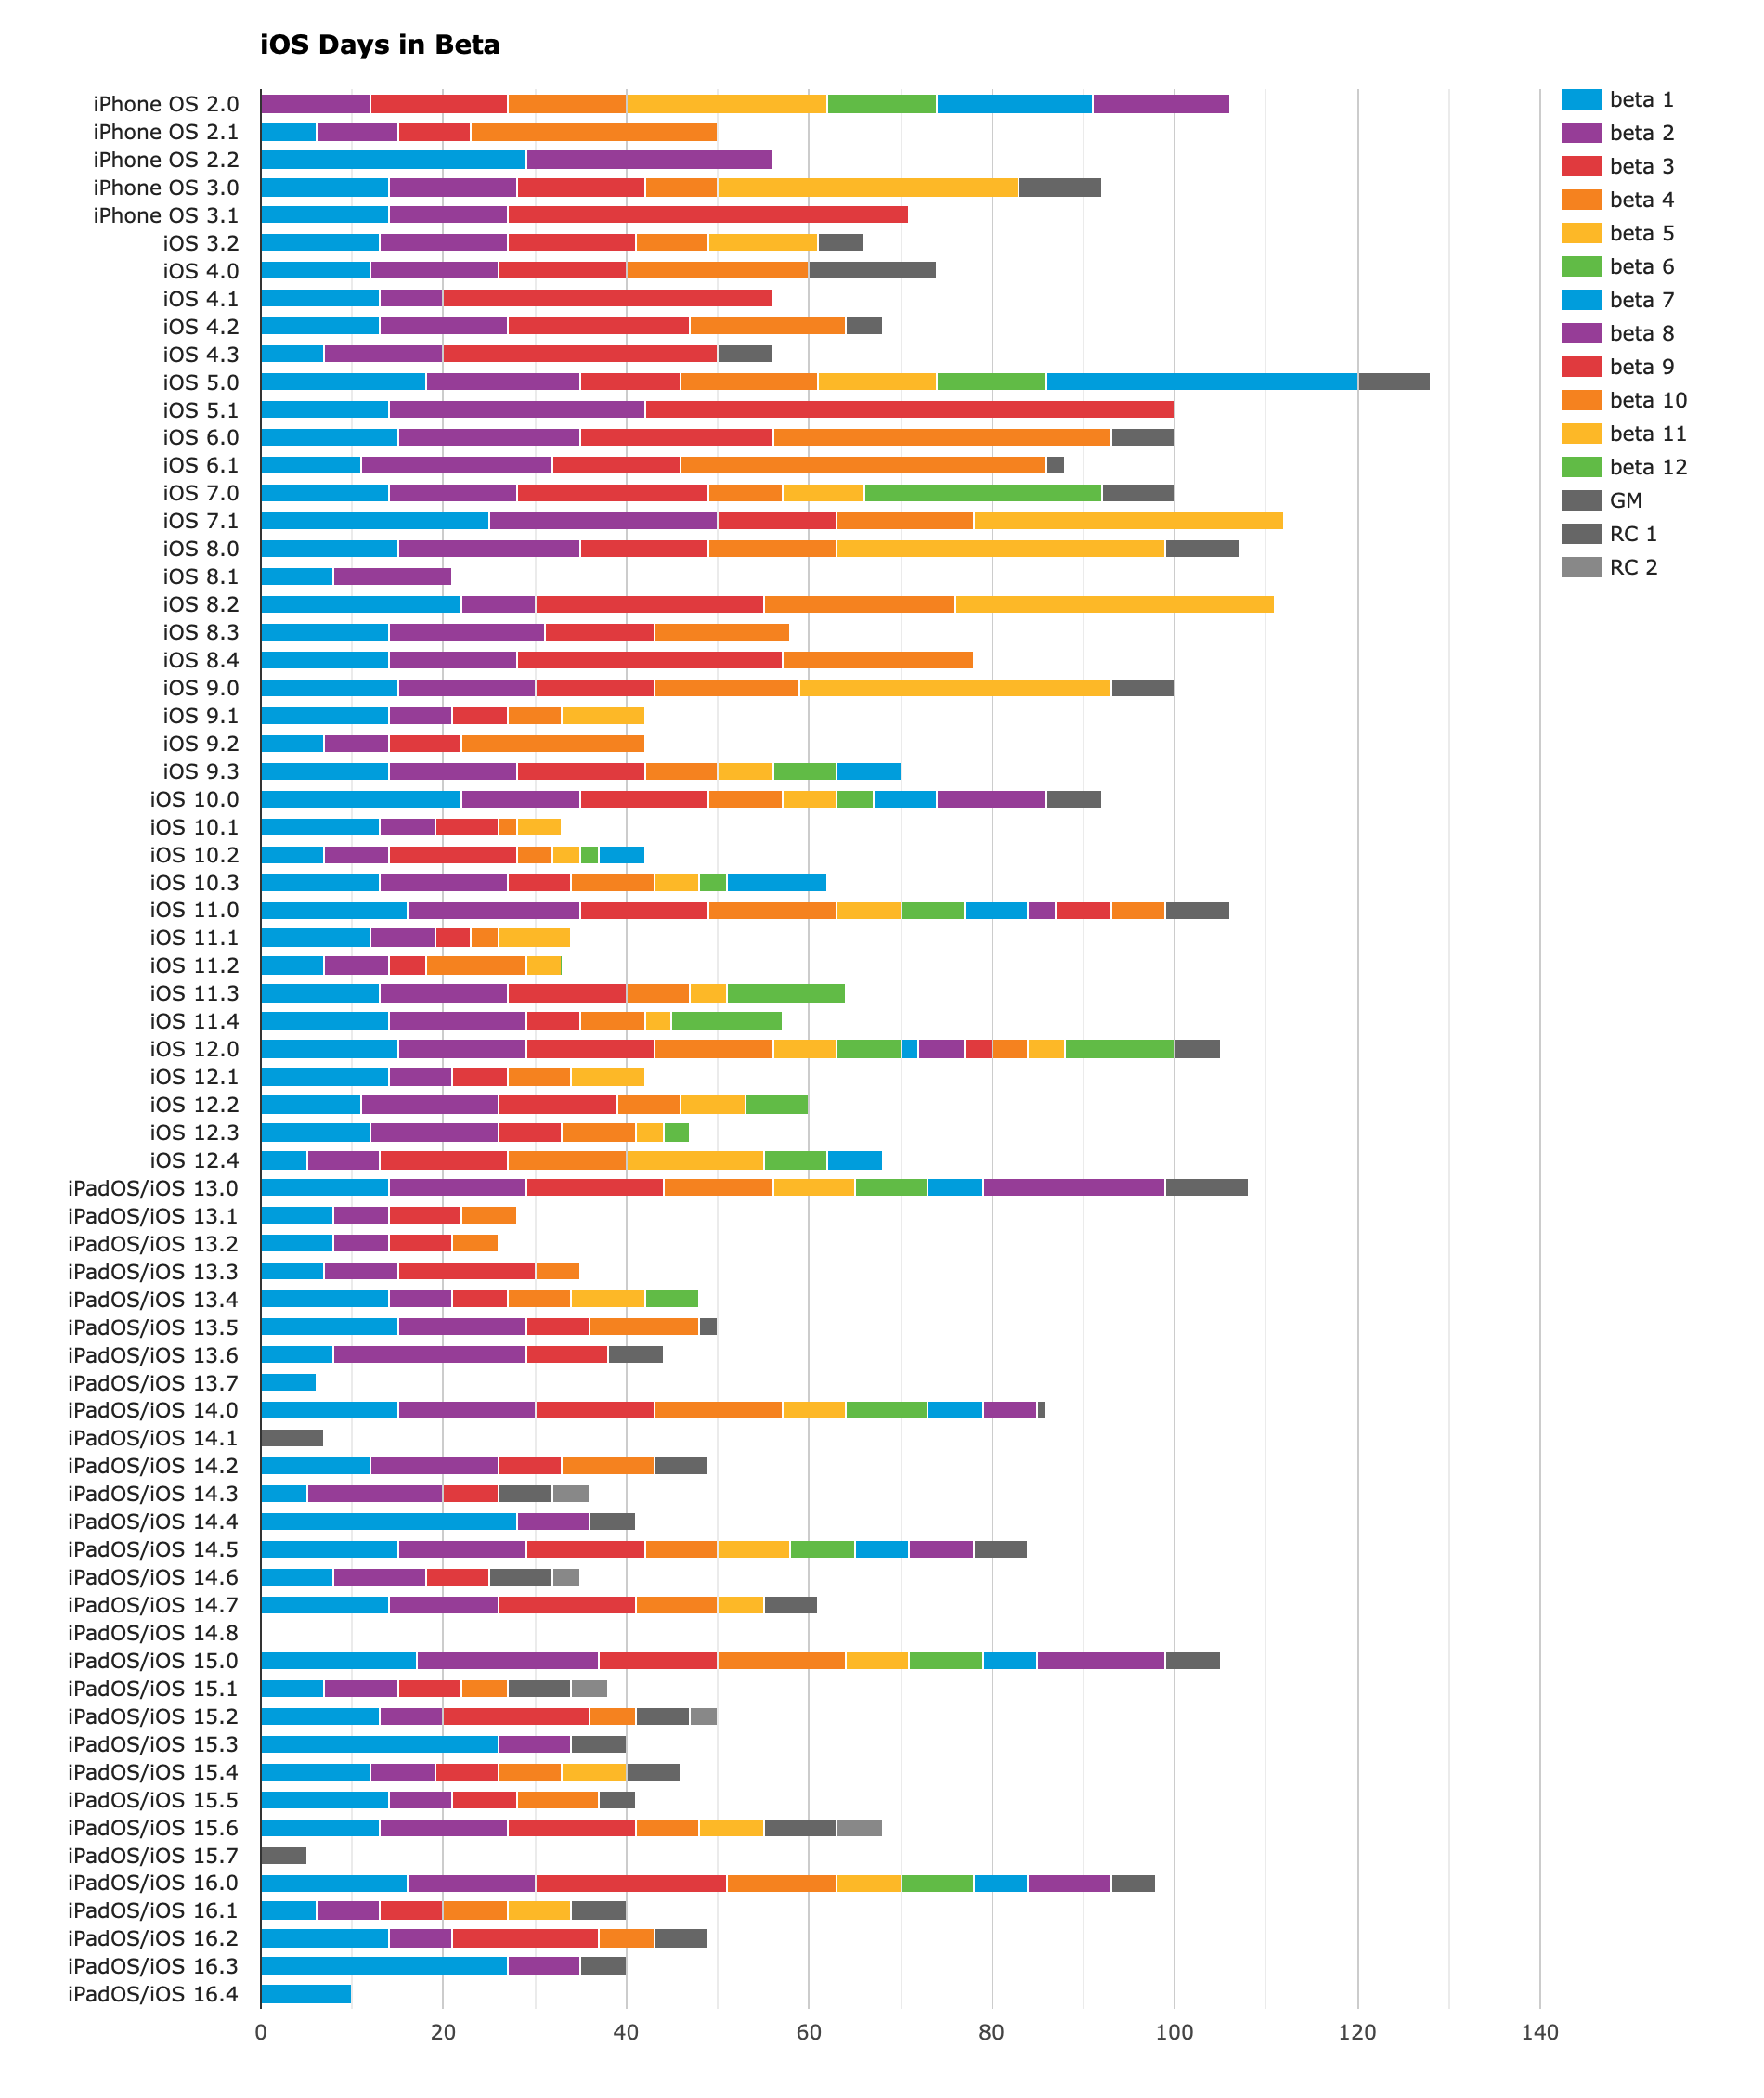 iOS Days in Beta
iPhone OS 2.0
iPhone OS 2.1
iPhone OS 2.2
iPhone OS 3.0
iPhone OS 3.1
iOS 3.2
iOS 4.0
iOS 4.1
iOS 4.2
iOS 4.3
iOS 5.0
iOS 5.1
iOS 6.0
iOS 6.1
iOS 7.0
iOS 7.1
iOS 8.0
iOS 8.1
iOS 8.2
iOS 8.3
iOS 8.4
iOS 9.0
iOS 9.1
iOS 9.2
iOS 9.3
iOS 10.0
iOS 10.1
iOS 10.2
iOS 10.3
iOS 11.0
iOS 11.1
iOS 11.2
iOS 11.3
iOS 11.4
iOS 12.0
iOS 12.1
iOS 12.2
iOS 12.3
iOS 12.4
iPadOS/iOS 13.0
iPadOS/iOS 13.1
iPadOS/iOS 13.2
iPadOS/iOS 13.3
iPadOS/iOS 13.4
iPadOS/iOS 13.5
iPadOS/iOS 13.6
iPadOS/iOS 13.7
iPadOS/iOS 14.0
iPadOS/iOS 14.1
iPadOS/iOS 14.2
iPadOS/iOS 14.3
iPadOS/iOS 14.4
iPadOS/iOS 14.5
iPadOS/iOS 14.6
iPadOS/iOS 14.7
iPadOS/iOS 14.8
iPadOS/iOS 15.0
iPadOS/iOS 15.1
iPadOS/iOS 15.2
iPadOS/iOS 15.3
iPadOS/iOS 15.4
iPadOS/iOS 15.5
iPadOS/iOS 15.6
iPadOS/iOS 15.7
iPadOS/iOS 16.0
iPadOS/iOS 16.1
iPadOS/iOS 16.2
iPadOS/iOS 16.3
iPadOS/iOS 16.4
0 20 40 60 80 100 120 140
beta 1
beta 2
beta 3
beta 4
beta 5
beta 6
beta 7
beta 8
beta 9
beta 10
beta 11
beta 12
GM
RC 1
RC 2